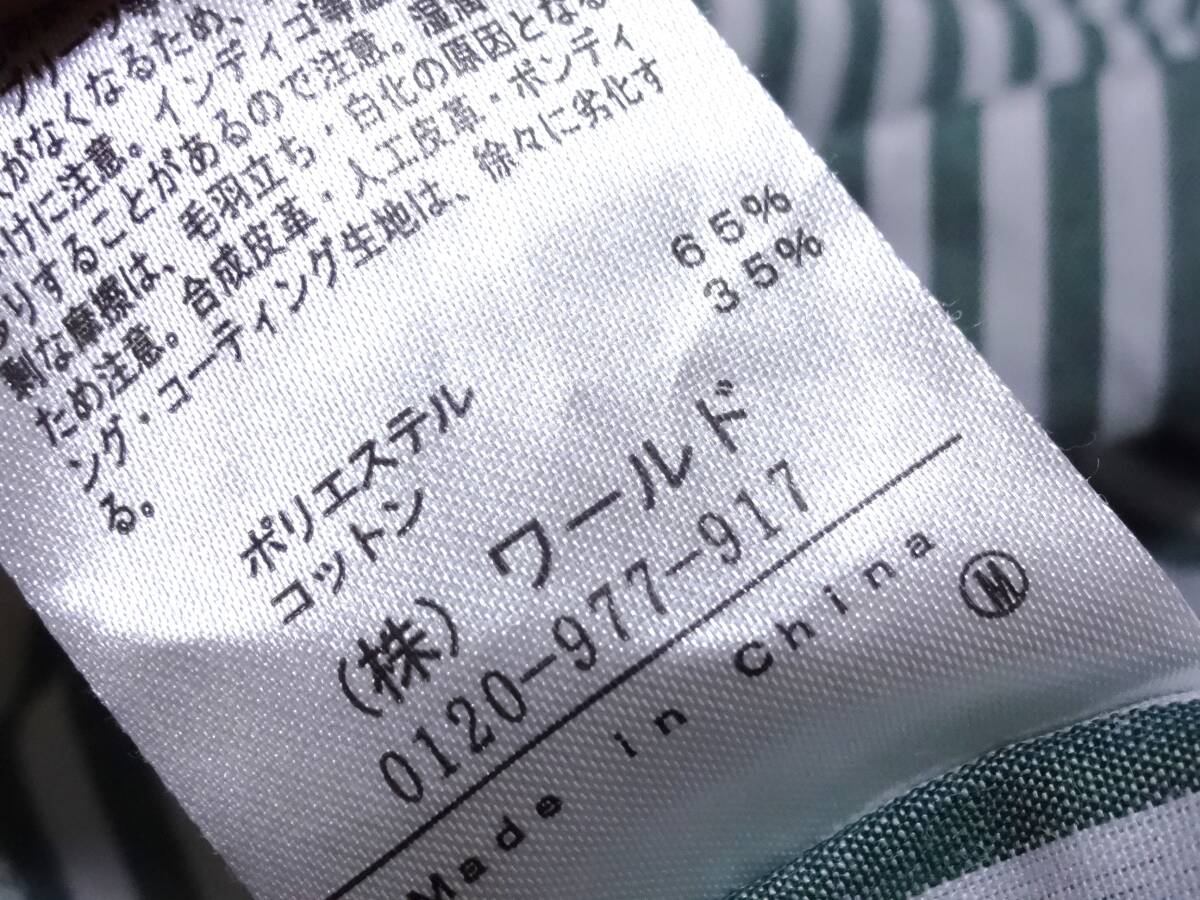 がなくなるため、
けに注意。インディゴ等
りすることがあるので注意。湿
剰な摩擦は、毛羽立ち・白化の原因となる
ため注意。合成皮革・人工皮革・ボンディ
ング・コーティング生地は、徐々に劣化す
る。
ポリエステル 65%
コットン 35%
(株) ワールド
0120-977-917
Made in China
M